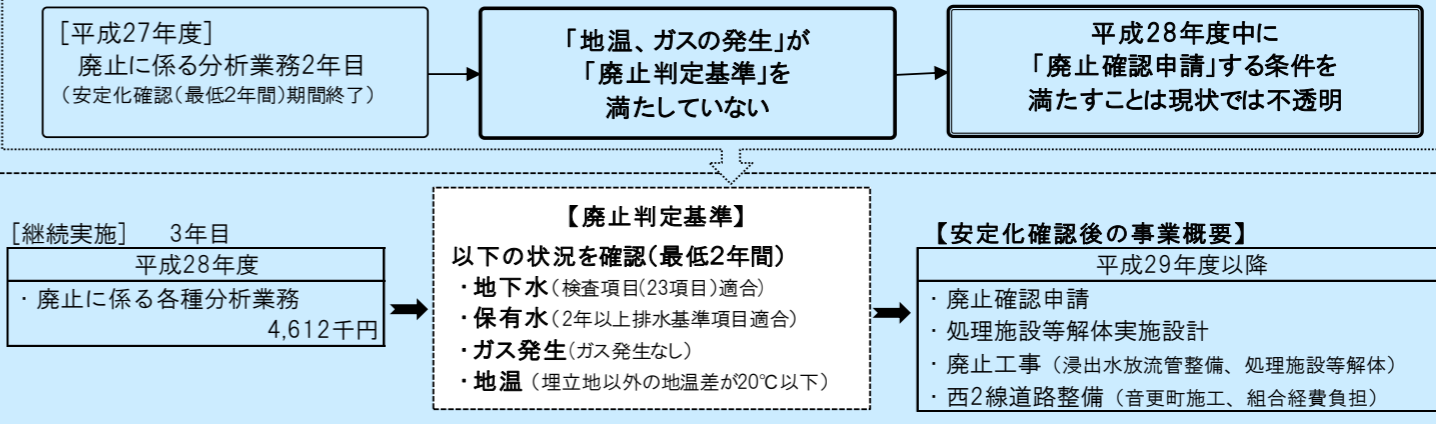 [平成27年度]
廃止に係る分析業務2年目
（安定化確認（最低2年間）期間終了）
「地温、ガスの発生」が
「廃止判定基準」を
満たしていない
平成28年度中に
「廃止確認申請」する条件を
満たすことは現状では不透明
[継続実施]　3年目
平成28年度
・廃止に係る各種分析業務
4,612千円
【廃止判定基準】
以下の状況を確認（最低2年間）
・地下水（検査項目（23項目）適合）
・保有水（2年以上排水基準項目適合）
・ガス発生（ガス発生なし）
・地温（埋立地以外の地温差が20℃以下）
【安定化確認後の事業概要】
平成29年度以降
・廃止確認申請
・処理施設等解体実施設計
・廃止工事（浸出水放流管整備、処理施設等解体）
・西2線道路整備（音更町施工、組合経費負担）